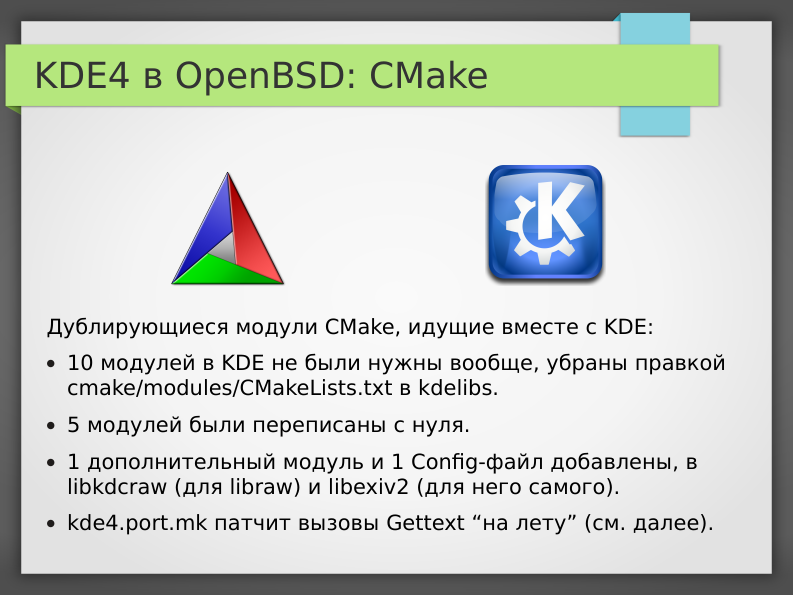 KDE4 в OpenBSD: CMake
Дублирующиеся модули CMake, идущие вместе с KDE:
• 10 модулей в KDE не были нужны вообще, убраны правкой
cmake/modules/CMakeLists.txt в kdelibs.
• 5 модулей были переписаны с нуля.
• 1 дополнительный модуль и 1 Config-файл добавлены, в
libkdcraw (для libraw) и libexiv2 (для него самого).
• kde4.port.mk патчит вызовы Gettext “на лету” (см. далее).